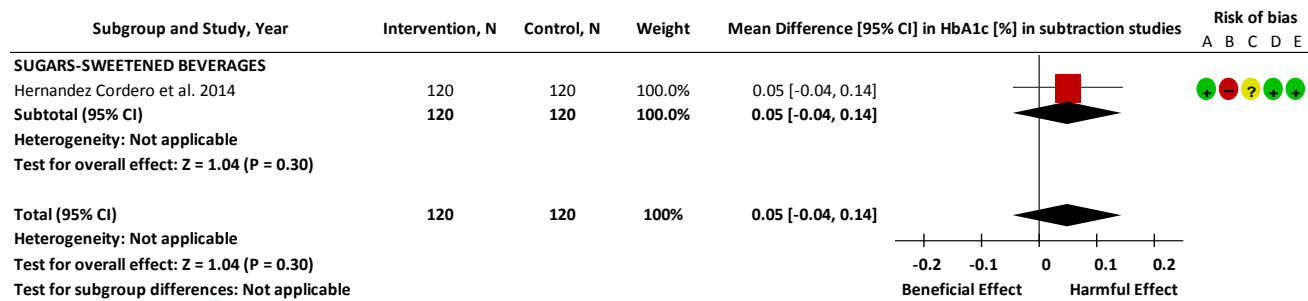 Subgroup and Study, Year Intervention, N Control, N Weight Mean Difference [95% CI] in HbA1c [%] in subtraction studies Risk of bias
A B C D E
SUGARS-SWEETENED BEVERAGES
Hernandez Cordero et al. 2014 120 120 100.0% 0.05 [-0.04, 0.14] + − ? + +
Subtotal (95% CI) 120 120 100.0% 0.05 [-0.04, 0.14]
Heterogeneity: Not applicable
Test for overall effect: Z = 1.04 (P = 0.30)
Total (95% CI) 120 120 100% 0.05 [-0.04, 0.14]
Heterogeneity: Not applicable
Test for overall effect: Z = 1.04 (P = 0.30) -0.2 -0.1 0 0.1 0.2
Test for subgroup differences: Not applicable Beneficial Effect Harmful Effect